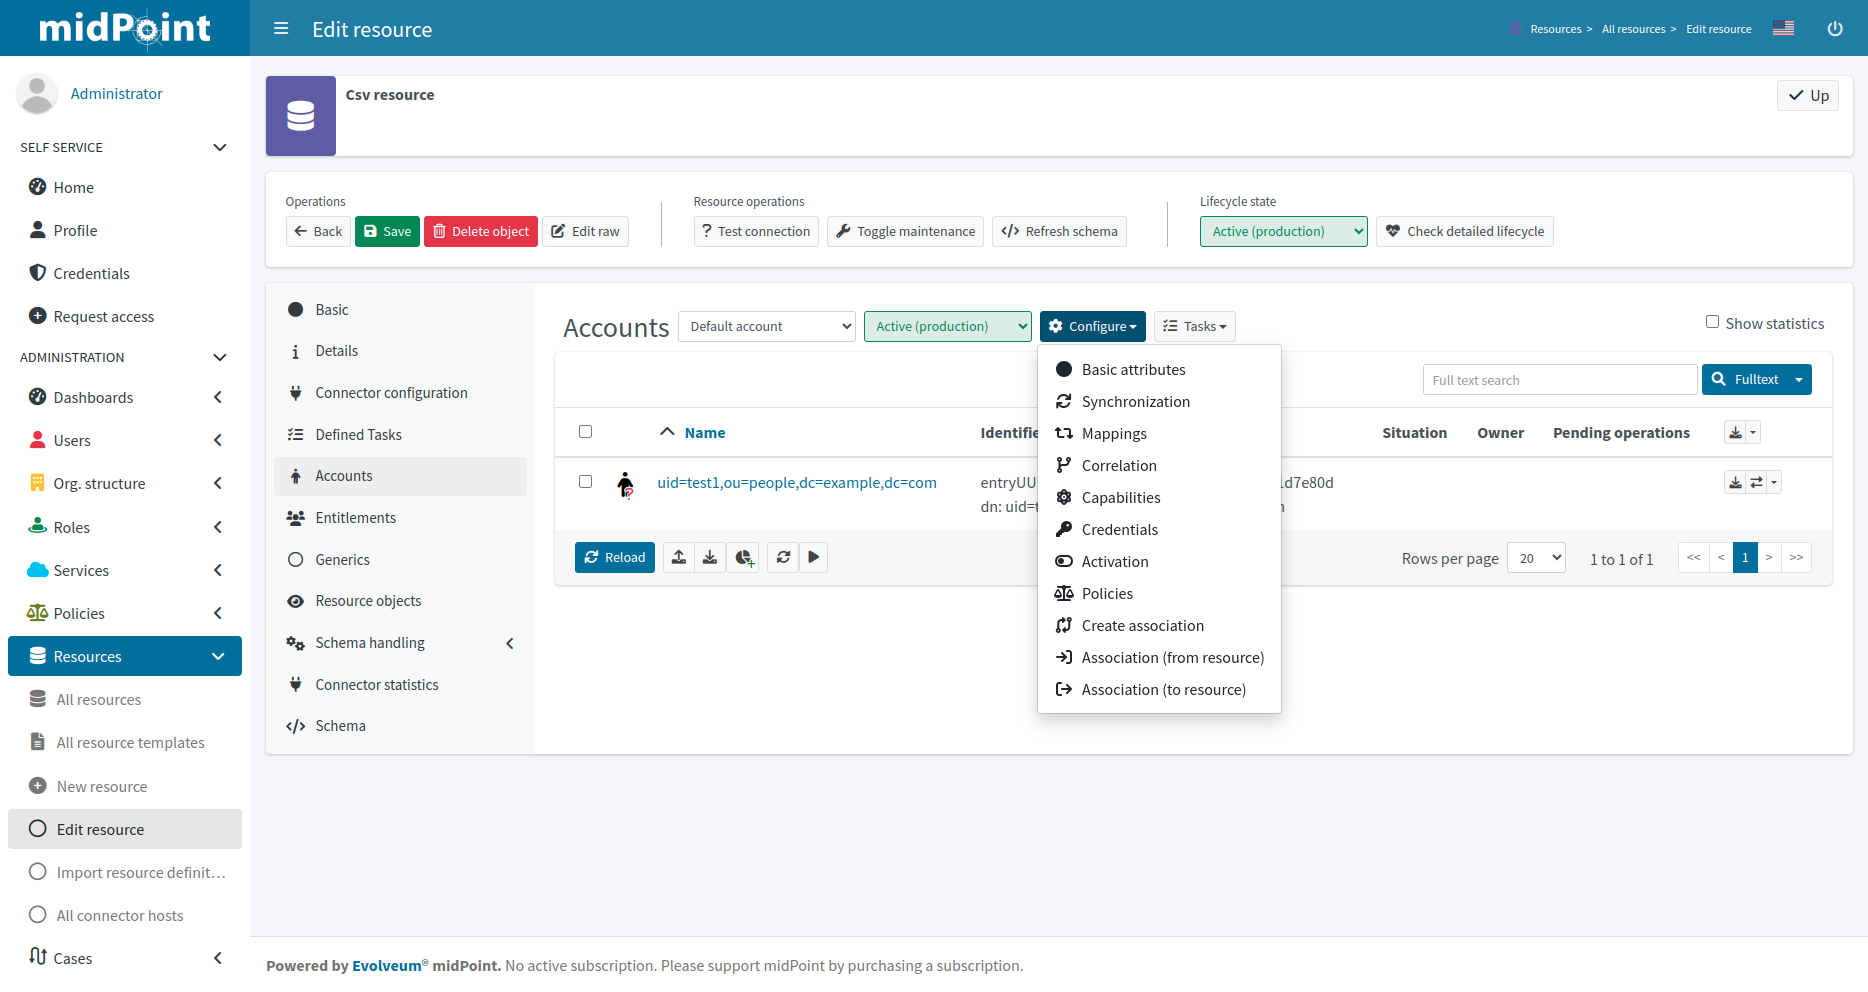 midPoint
Edit resource
Resources > All resources > Edit resource
Administrator
SELF SERVICE
Home
Profile
Credentials
Request access
ADMINISTRATION
Dashboards
Users
Org. structure
Roles
Services
Policies
Resources
All resources
All resource templates
New resource
Edit resource
Import resource definit...
All connector hosts
Cases
Csv resource
Up
Operations
Back Save Delete object Edit raw
Resource operations
? Test connection Toggle maintenance Refresh schema
Lifecycle state
Active (production) Check detailed lifecycle
Basic
Details
Connector configuration
Defined Tasks
Accounts
Entitlements
Generics
Resource objects
Schema handling
Connector statistics
Schema
Accounts Default account Active (production) Configure Tasks
Show statistics
Basic attributes
Synchronization
Mappings
Correlation
Capabilities
Credentials
Activation
Policies
Create association
Association (from resource)
Association (to resource)
Full text search Fulltext
Name Identifie Situation Owner Pending operations
uid=test1,ou=people,dc=example,dc=com entryUU d7e80d
dn: uid=
Reload
Rows per page 20 1 to 1 of 1 << < 1 > >>
Powered by Evolveum® midPoint. No active subscription. Please support midPoint by purchasing a subscription.